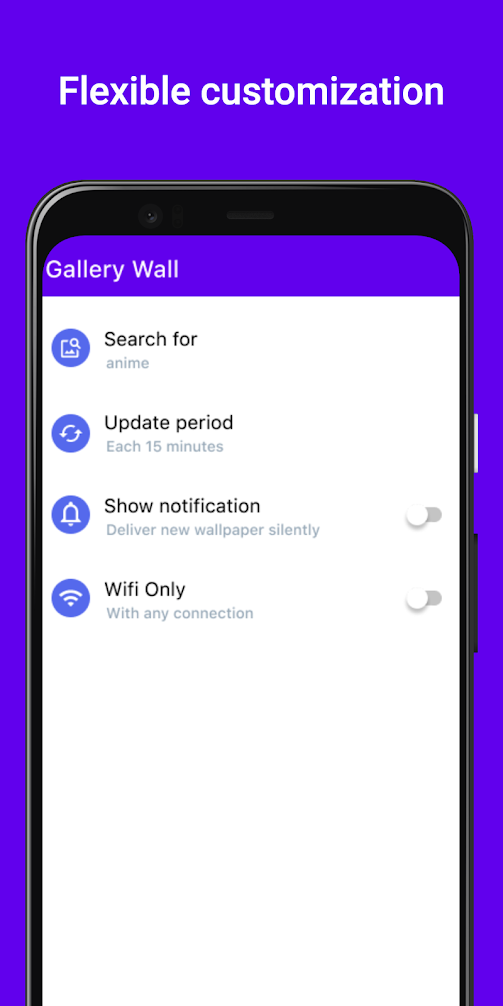 Flexible customization
Gallery Wall
Search for
anime
Update period
Each 15 minutes
Show notification
Deliver new wallpaper silently
Wifi Only
With any connection